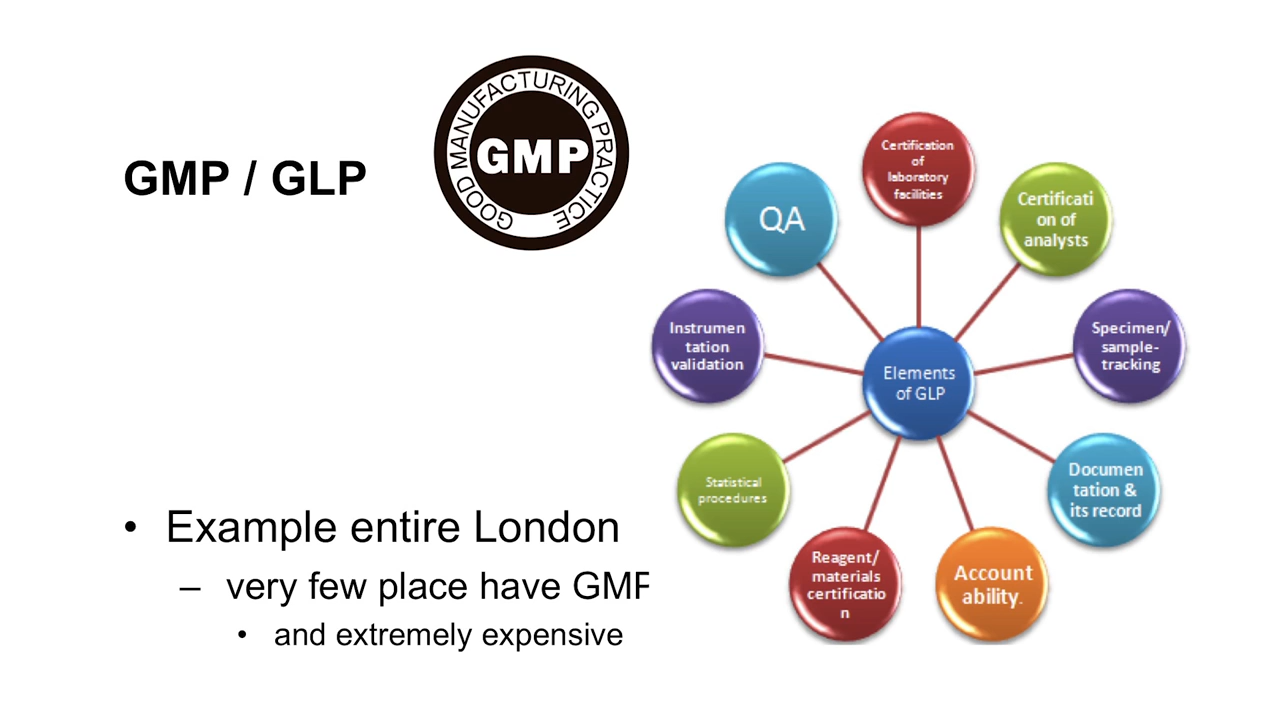 GMP / GLP
GOOD MANUFACTURING PRACTICE
GMP
Certification
of
laboratory
facilities
Certificati
on of
analysts
Specimen/
sample-
tracking
Documen
tation &
its record
Account
ability.
Reagent/
materials
certificatio
n
Statistical
procedures
Instrumen
tation
validation
QA
Elements
of GLP
• Example entire London
– very few place have GMP
• and extremely expensive